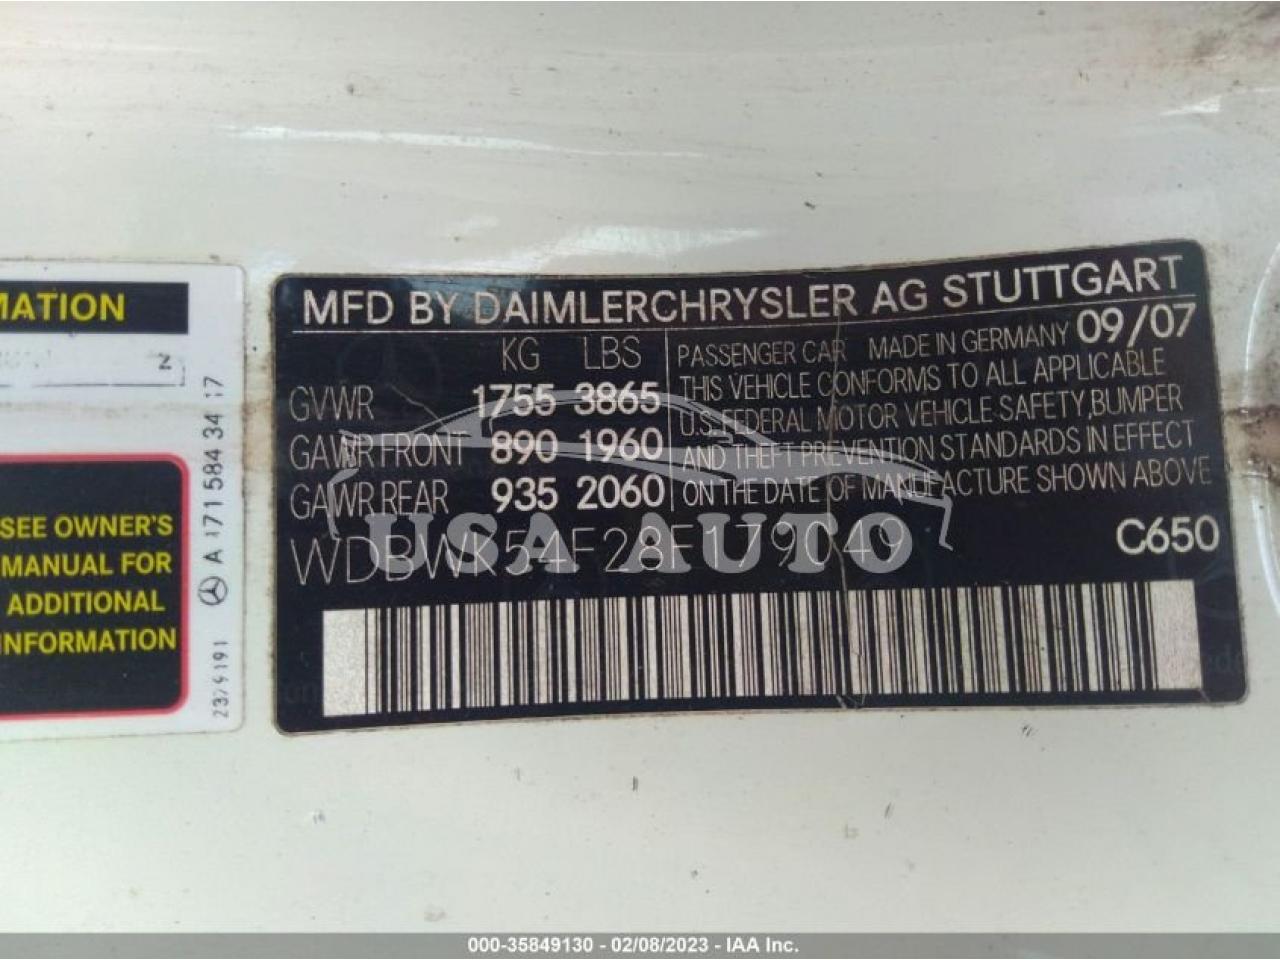 MATION
N
SEE OWNER'S
MANUAL FOR
ADDITIONAL
INFORMATION
A 171 584 34 17
MFD BY DAIMLERCHRYSLER AG STUTTGART
KG LBS
GVWR 1755 3865
GAWR FRONT 890 1960
GAWR REAR 935 2060
PASSENGER CAR MADE IN GERMANY 09/07
THIS VEHICLE CONFORMS TO ALL APPLICABLE
U.S. FEDERAL MOTOR VEHICLE SAFETY, BUMPER
AND THEFT PREVENTION STANDARDS IN EFFECT
ON THE DATE OF MANUFACTURE SHOWN ABOVE
WDBWK54F28F179049
C650
USA AUTO
000-35849130 - 02/08/2023 - IAA Inc.